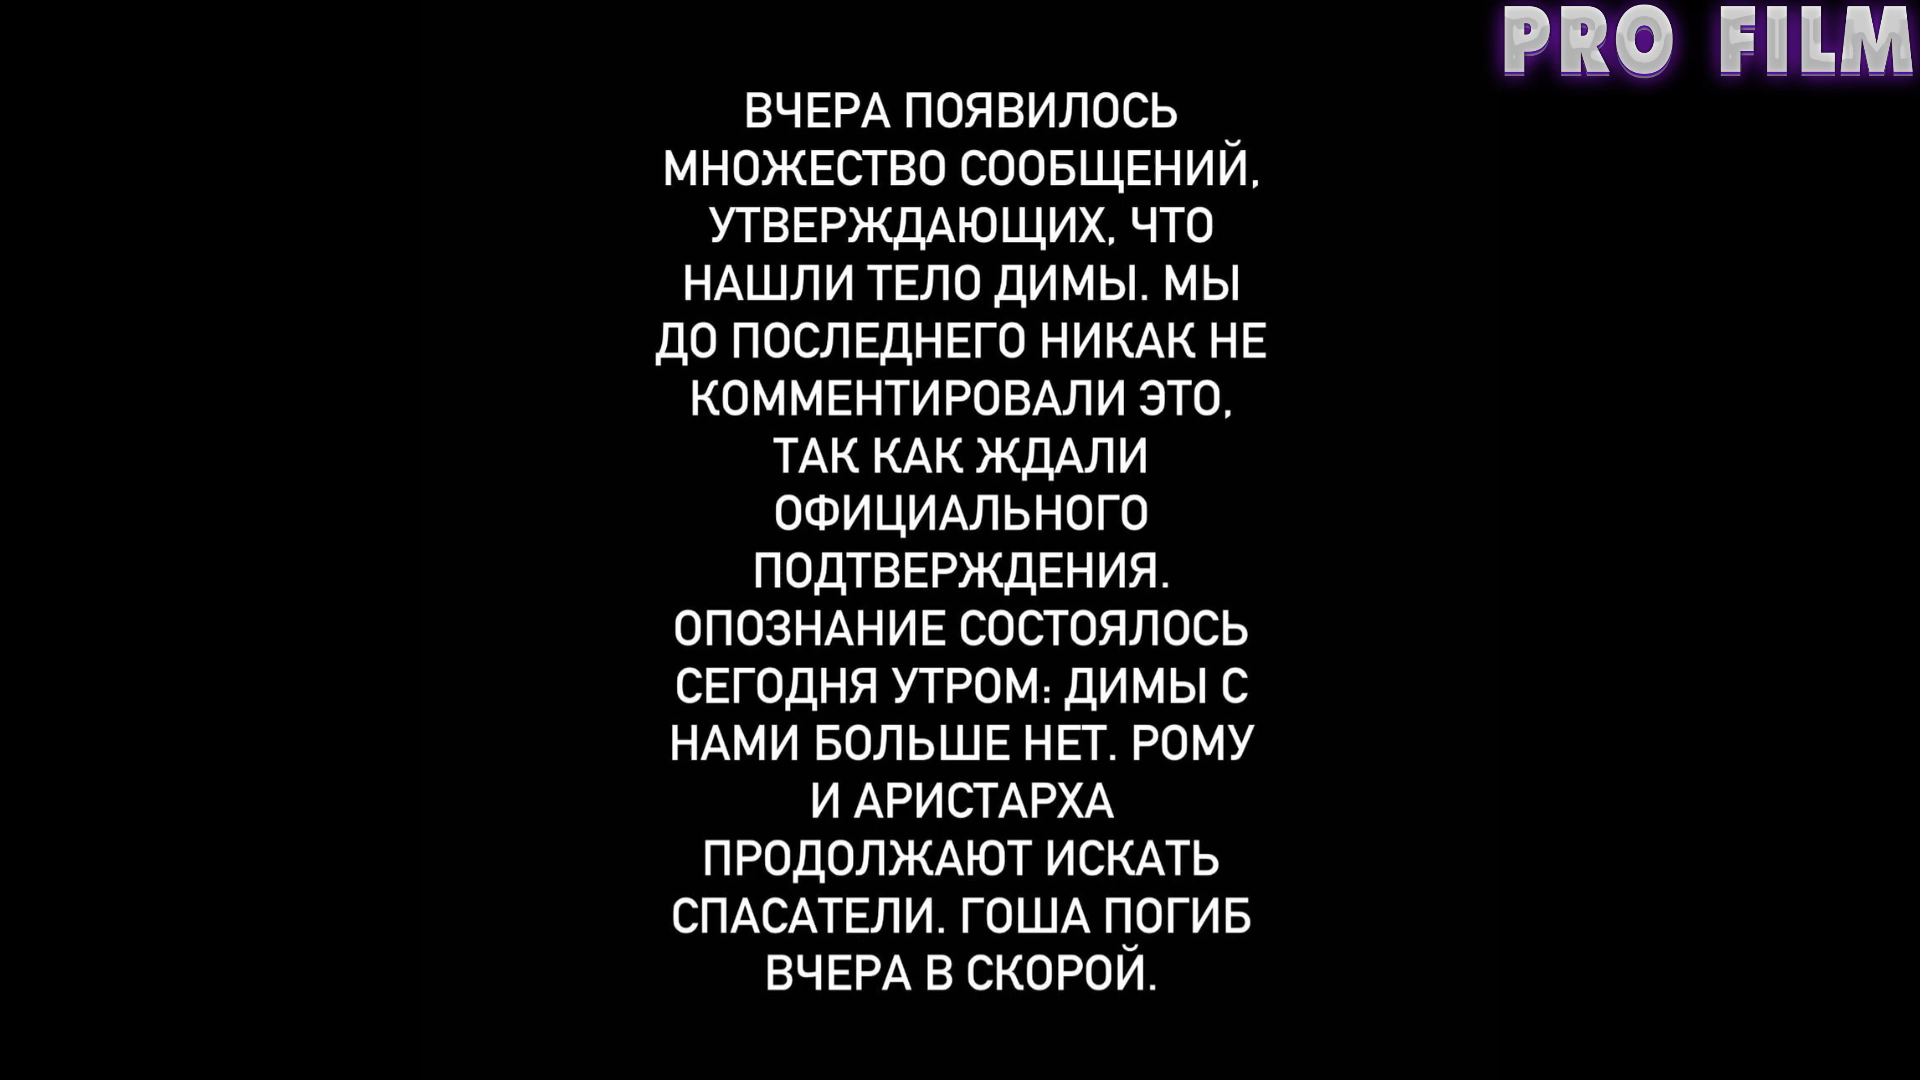 PRO FILM
ВЧЕРА ПОЯВИЛОСЬ
МНОЖЕСТВО СООБЩЕНИЙ,
УТВЕРЖДАЮЩИХ, ЧТО
НАШЛИ ТЕЛО ДИМЫ. МЫ
ДО ПОСЛЕДНЕГО НИКАК НЕ
КОММЕНТИРОВАЛИ ЭТО,
ТАК КАК ЖДАЛИ
ОФИЦИАЛЬНОГО
ПОДТВЕРЖДЕНИЯ.
ОПОЗНАНИЕ СОСТОЯЛОСЬ
СЕГОДНЯ УТРОМ: ДИМЫ С
НАМИ БОЛЬШЕ НЕТ. РОМУ
И АРИСТАРХА
ПРОДОЛЖАЮТ ИСКАТЬ
СПАСАТЕЛИ. ГОША ПОГИБ
ВЧЕРА В СКОРОЙ.